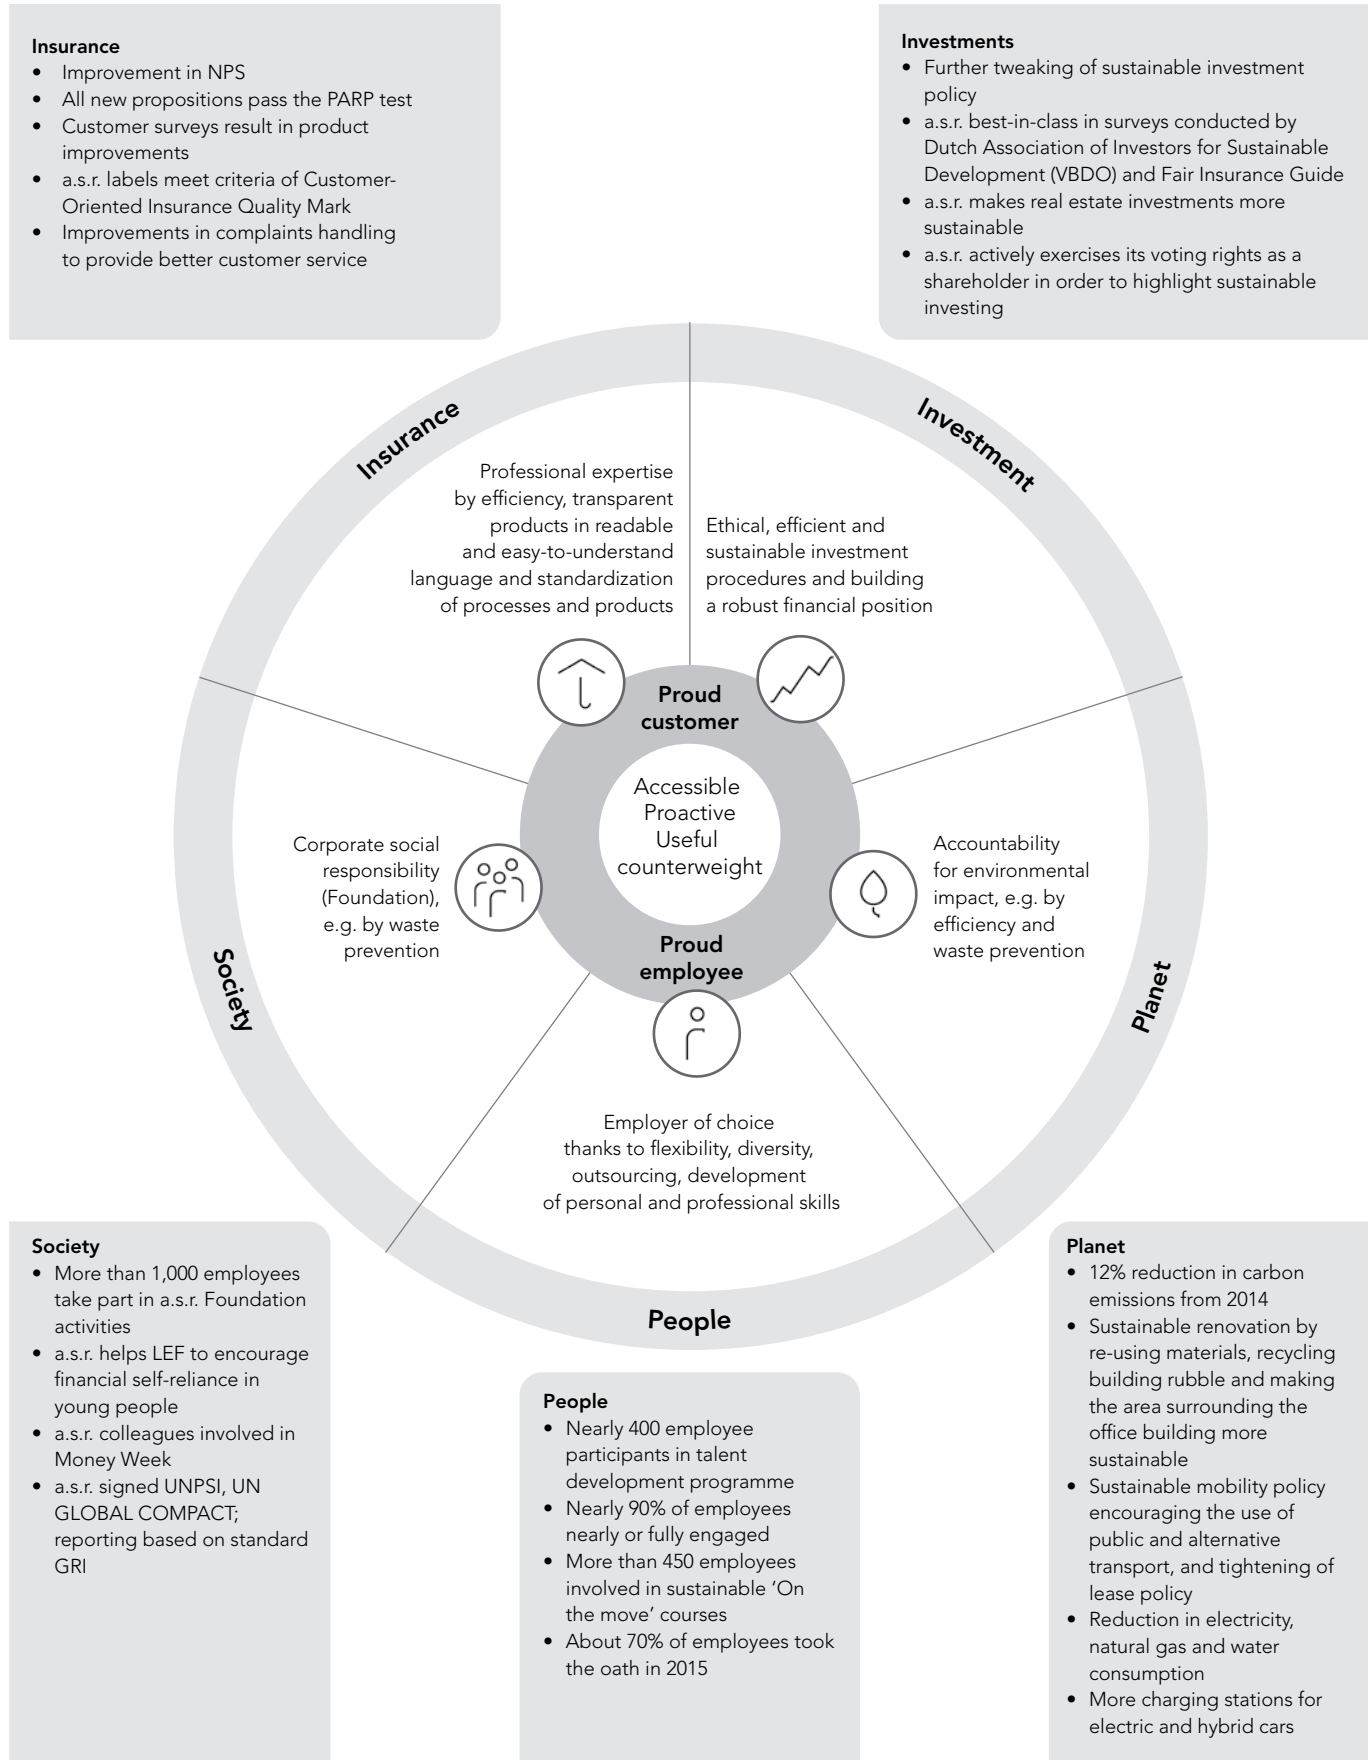 Insurance
• Improvement in NPS
• All new propositions pass the PARP test
• Customer surveys result in product
improvements
• a.s.r. labels meet criteria of Customer-
Oriented Insurance Quality Mark
• Improvements in complaints handling
to provide better customer service
Investments
• Further tweaking of sustainable investment
policy
• a.s.r. best-in-class in surveys conducted by
Dutch Association of Investors for Sustainable
Development (VBDO) and Fair Insurance Guide
• a.s.r. makes real estate investments more
sustainable
• a.s.r. actively exercises its voting rights as a
shareholder in order to highlight sustainable
investing
Insurance
Investment
Professional expertise
by efficiency, transparent
products in readable
and easy-to-understand
language and standardization
of processes and products
Ethical, efficient and
sustainable investment
procedures and building
a robust financial position
Proud
customer
Accessible
Proactive
Useful
counterweight
Proud
employee
Corporate social
responsibility
(Foundation),
e.g. by waste
prevention
Accountability
for environmental
impact, e.g. by
efficiency and
waste prevention
Society
Planet
Employer of choice
thanks to flexibility, diversity,
outsourcing, development
of personal and professional skills
People
Society
• More than 1,000 employees
take part in a.s.r. Foundation
activities
• a.s.r. helps LEF to encourage
financial self-reliance in
young people
• a.s.r. colleagues involved in
Money Week
• a.s.r. signed UNPSI, UN
GLOBAL COMPACT;
reporting based on standard
GRI
People
• Nearly 400 employee
participants in talent
development programme
• Nearly 90% of employees
nearly or fully engaged
• More than 450 employees
involved in sustainable ‘On
the move’ courses
• About 70% of employees took
the oath in 2015
Planet
• 12% reduction in carbon
emissions from 2014
• Sustainable renovation by
re-using materials, recycling
building rubble and making
the area surrounding the
office building more
sustainable
• Sustainable mobility policy
encouraging the use of
public and alternative
transport, and tightening of
lease policy
• Reduction in electricity,
natural gas and water
consumption
• More charging stations for
electric and hybrid cars